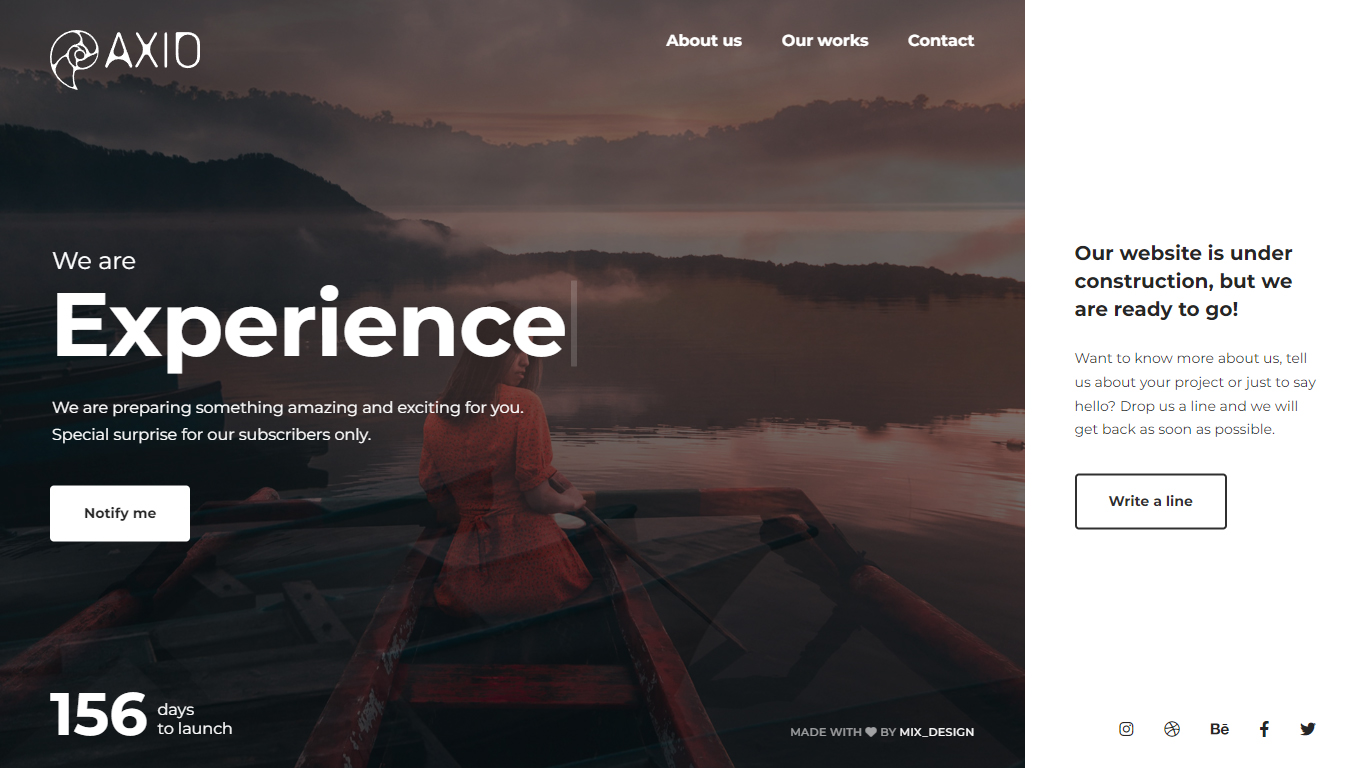 AXIO
About us
Our works
Contact
We are
Experience
We are preparing something amazing and exciting for you.
Special surprise for our subscribers only.
Notify me
156
days
to launch
MADE WITH BY MIX_DESIGN
Our website is under
construction, but we
are ready to go!
Want to know more about us, tell
us about your project or just to say
hello? Drop us a line and we will
get back as soon as possible.
Write a line
Bē